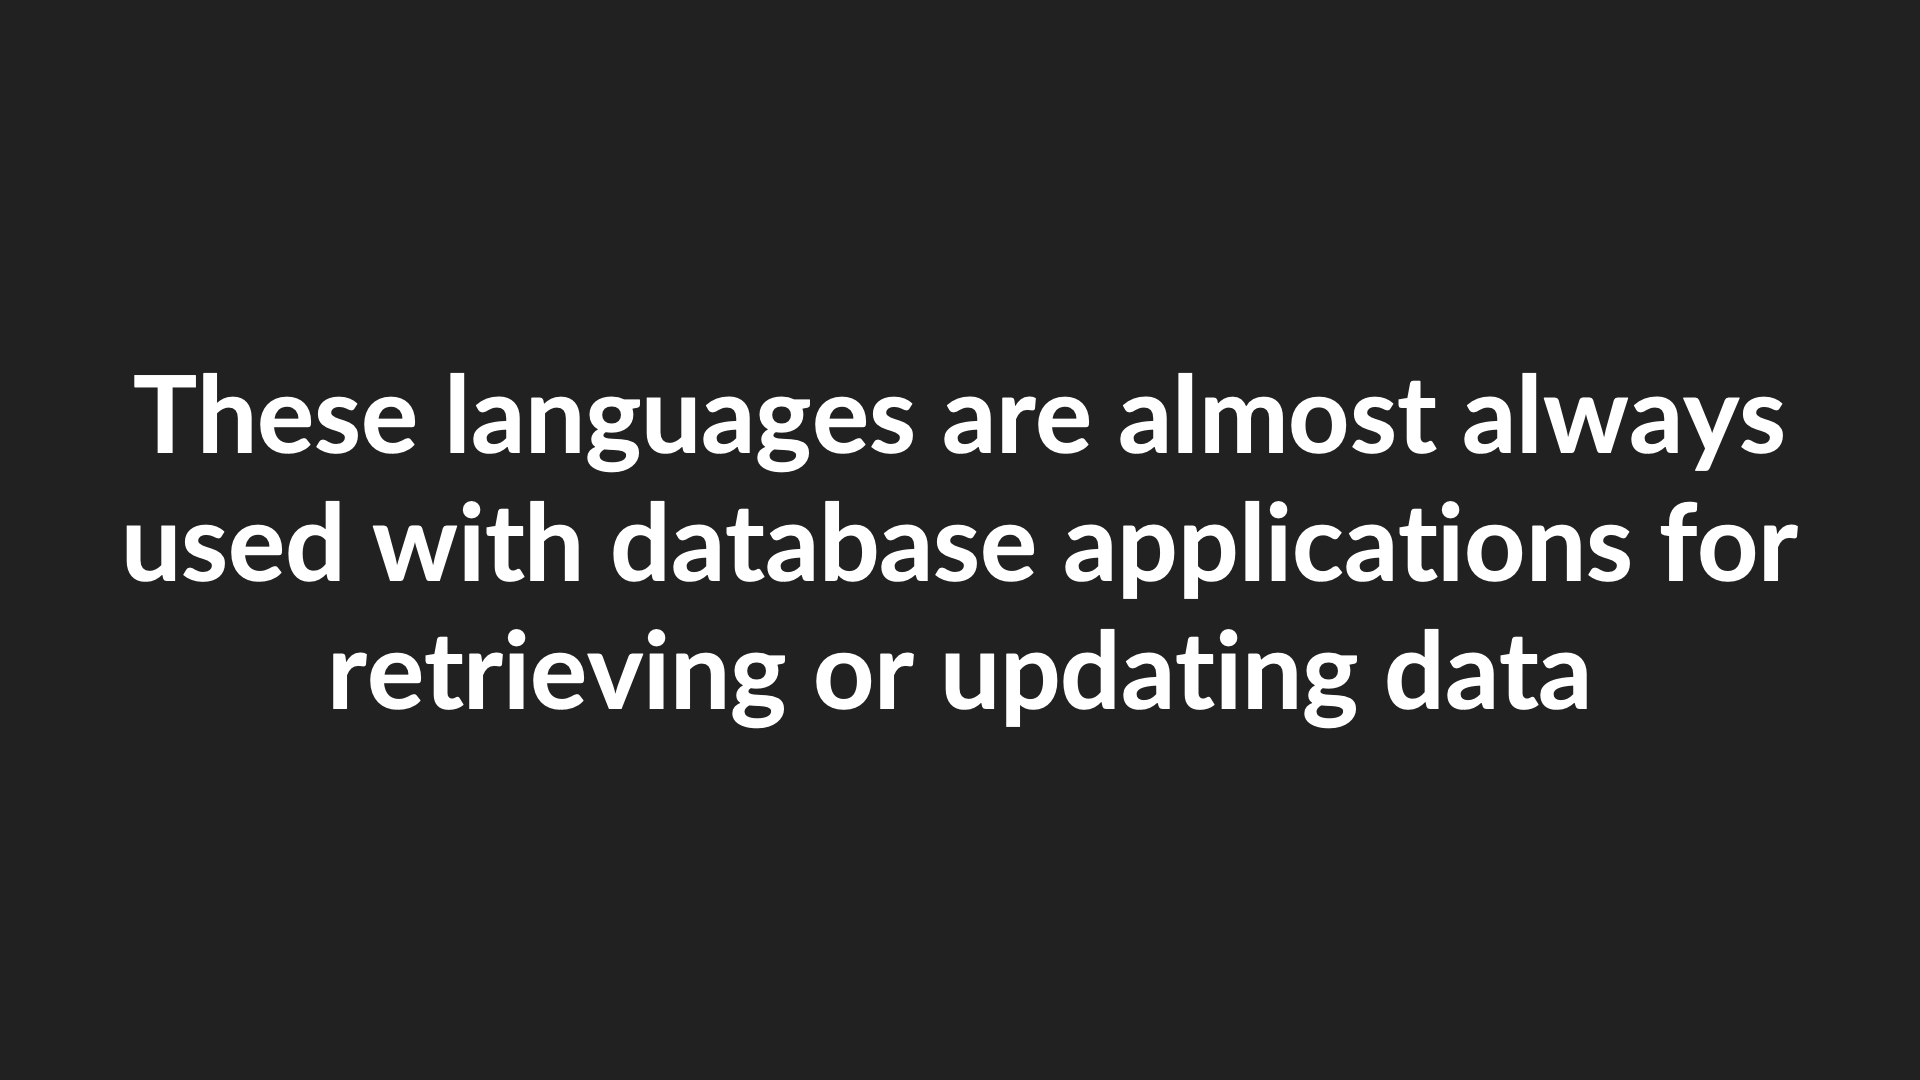 These languages are almost always
used with database applications for
retrieving or updating data